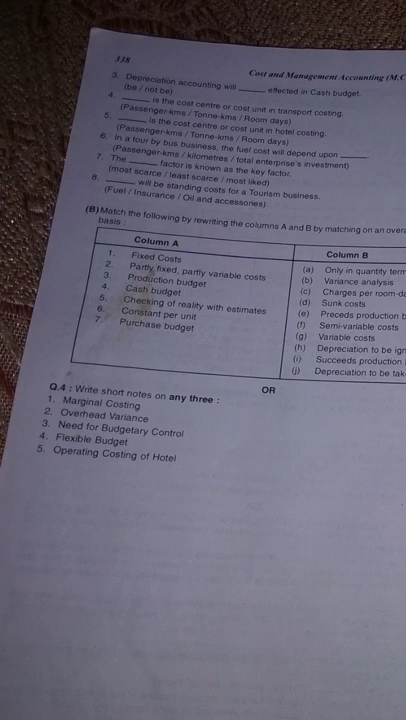 338
Cost and Management Accounting (M.C
3. Depreciation accounting will ______ effected in Cash budget.
(be / not be)
4. ______ is the cost centre or cost unit in transport costing.
(Passenger-kms / Tonne-kms / Room days)
5. ______ is the cost centre or cost unit in hotel costing.
(Passenger-kms / Tonne-kms / Room days)
6. In a tour by bus business, the fuel cost will depend upon ______
(Passenger-kms / kilometres / total enterprise's investment)
7. The ______ factor is known as the key factor.
(most scarce / least scarce / most liked)
8. ______ will be standing costs for a Tourism business.
(Fuel / Insurance / Oil and accessories)
(B) Match the following by rewriting the columns A and B by matching on an overa
basis :
Column A
1. Fixed Costs
2. Partly fixed, partly variable costs
3. Production budget
4. Cash budget
5. Checking of reality with estimates
6. Constant per unit
7. Purchase budget
Column B
(a) Only in quantity term
(b) Variance analysis
(c) Charges per room-da
(d) Sunk costs
(e) Preceds production b
(f) Semi-variable costs
(g) Variable costs
(h) Depreciation to be ign
(i) Succeeds production
(j) Depreciation to be tak
OR
Q.4 : Write short notes on any three :
1. Marginal Costing
2. Overhead Variance
3. Need for Budgetary Control
4. Flexible Budget
5. Operating Costing of Hotel